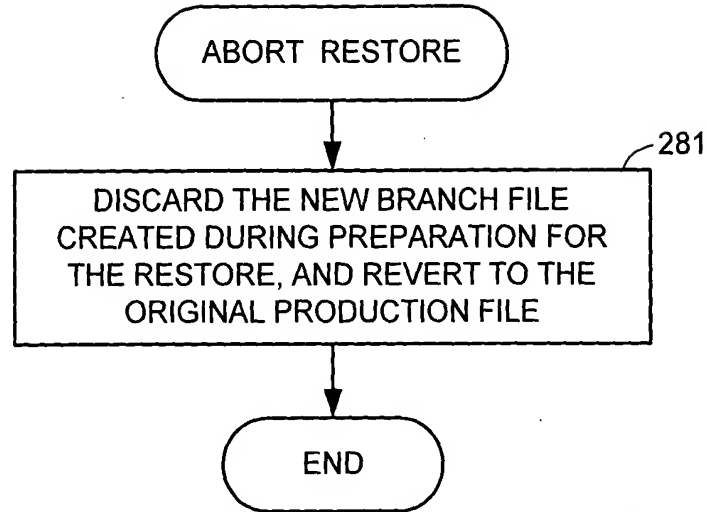 ABORT RESTORE
281
DISCARD THE NEW BRANCH FILE
CREATED DURING PREPARATION FOR
THE RESTORE, AND REVERT TO THE
ORIGINAL PRODUCTION FILE
END